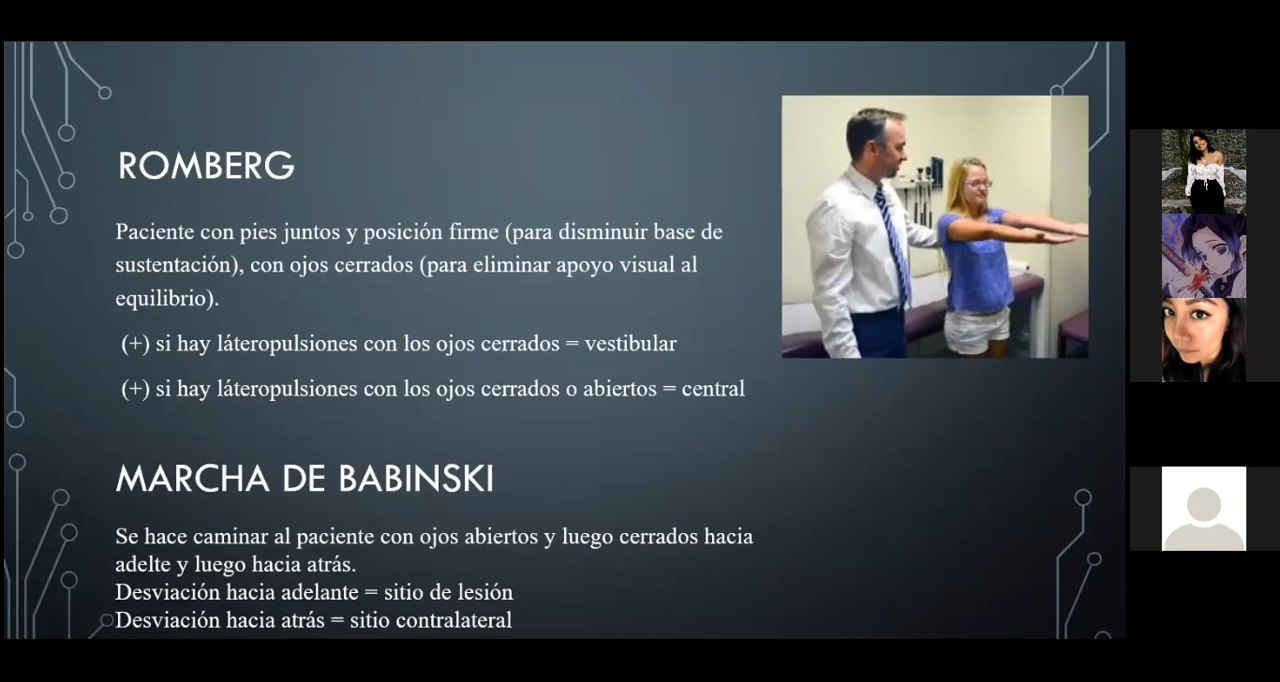 ROMBERG
Paciente con pies juntos y posición firme (para disminuir base de
sustentación), con ojos cerrados (para eliminar apoyo visual al
equilibrio).
(+) si hay láteropulsiones con los ojos cerrados = vestibular
(+) si hay láteropulsiones con los ojos cerrados o abiertos = central
MARCHA DE BABINSKI
Se hace caminar al paciente con ojos abiertos y luego cerrados hacia
adelte y luego hacia atrás.
Desviación hacia adelante = sitio de lesión
Desviación hacia atrás = sitio contralateral